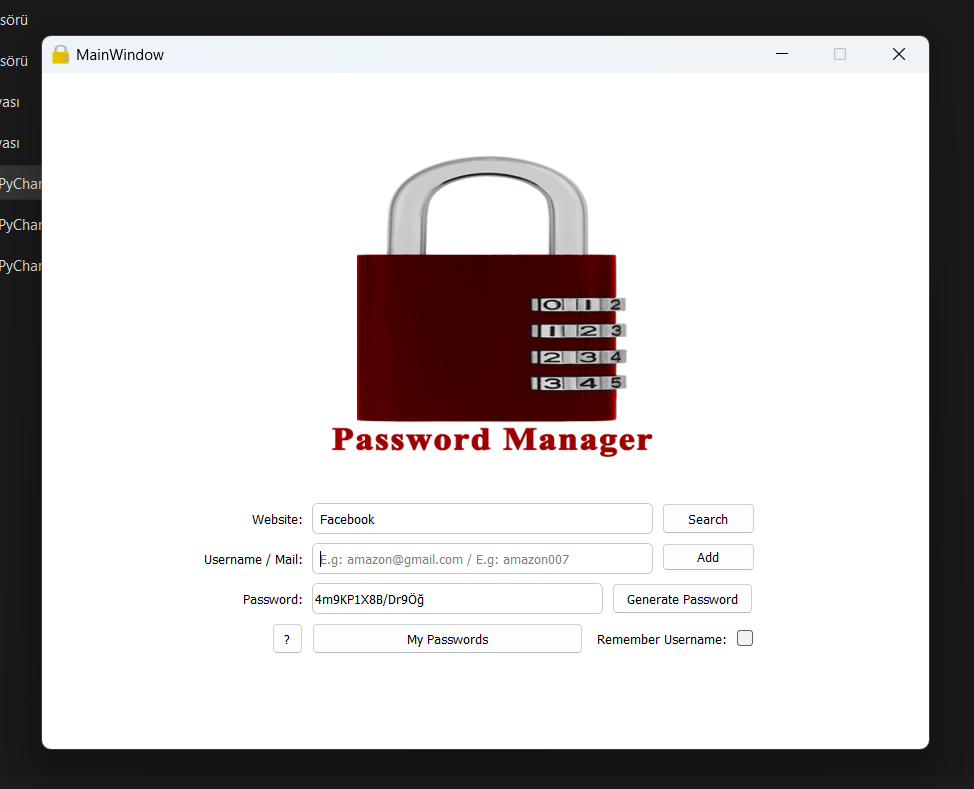 sörü
sörü
yası
yası
PyChar
PyChar
PyChar
MainWindow
0 1 2
1 2 3
2 3 4
3 4 5
Password Manager
Website: Facebook Search
Username / Mail: E.g: amazon@gmail.com / E.g: amazon007 Add
Password: 4m9KP1X8B/Dr9Öğ Generate Password
? My Passwords Remember Username: